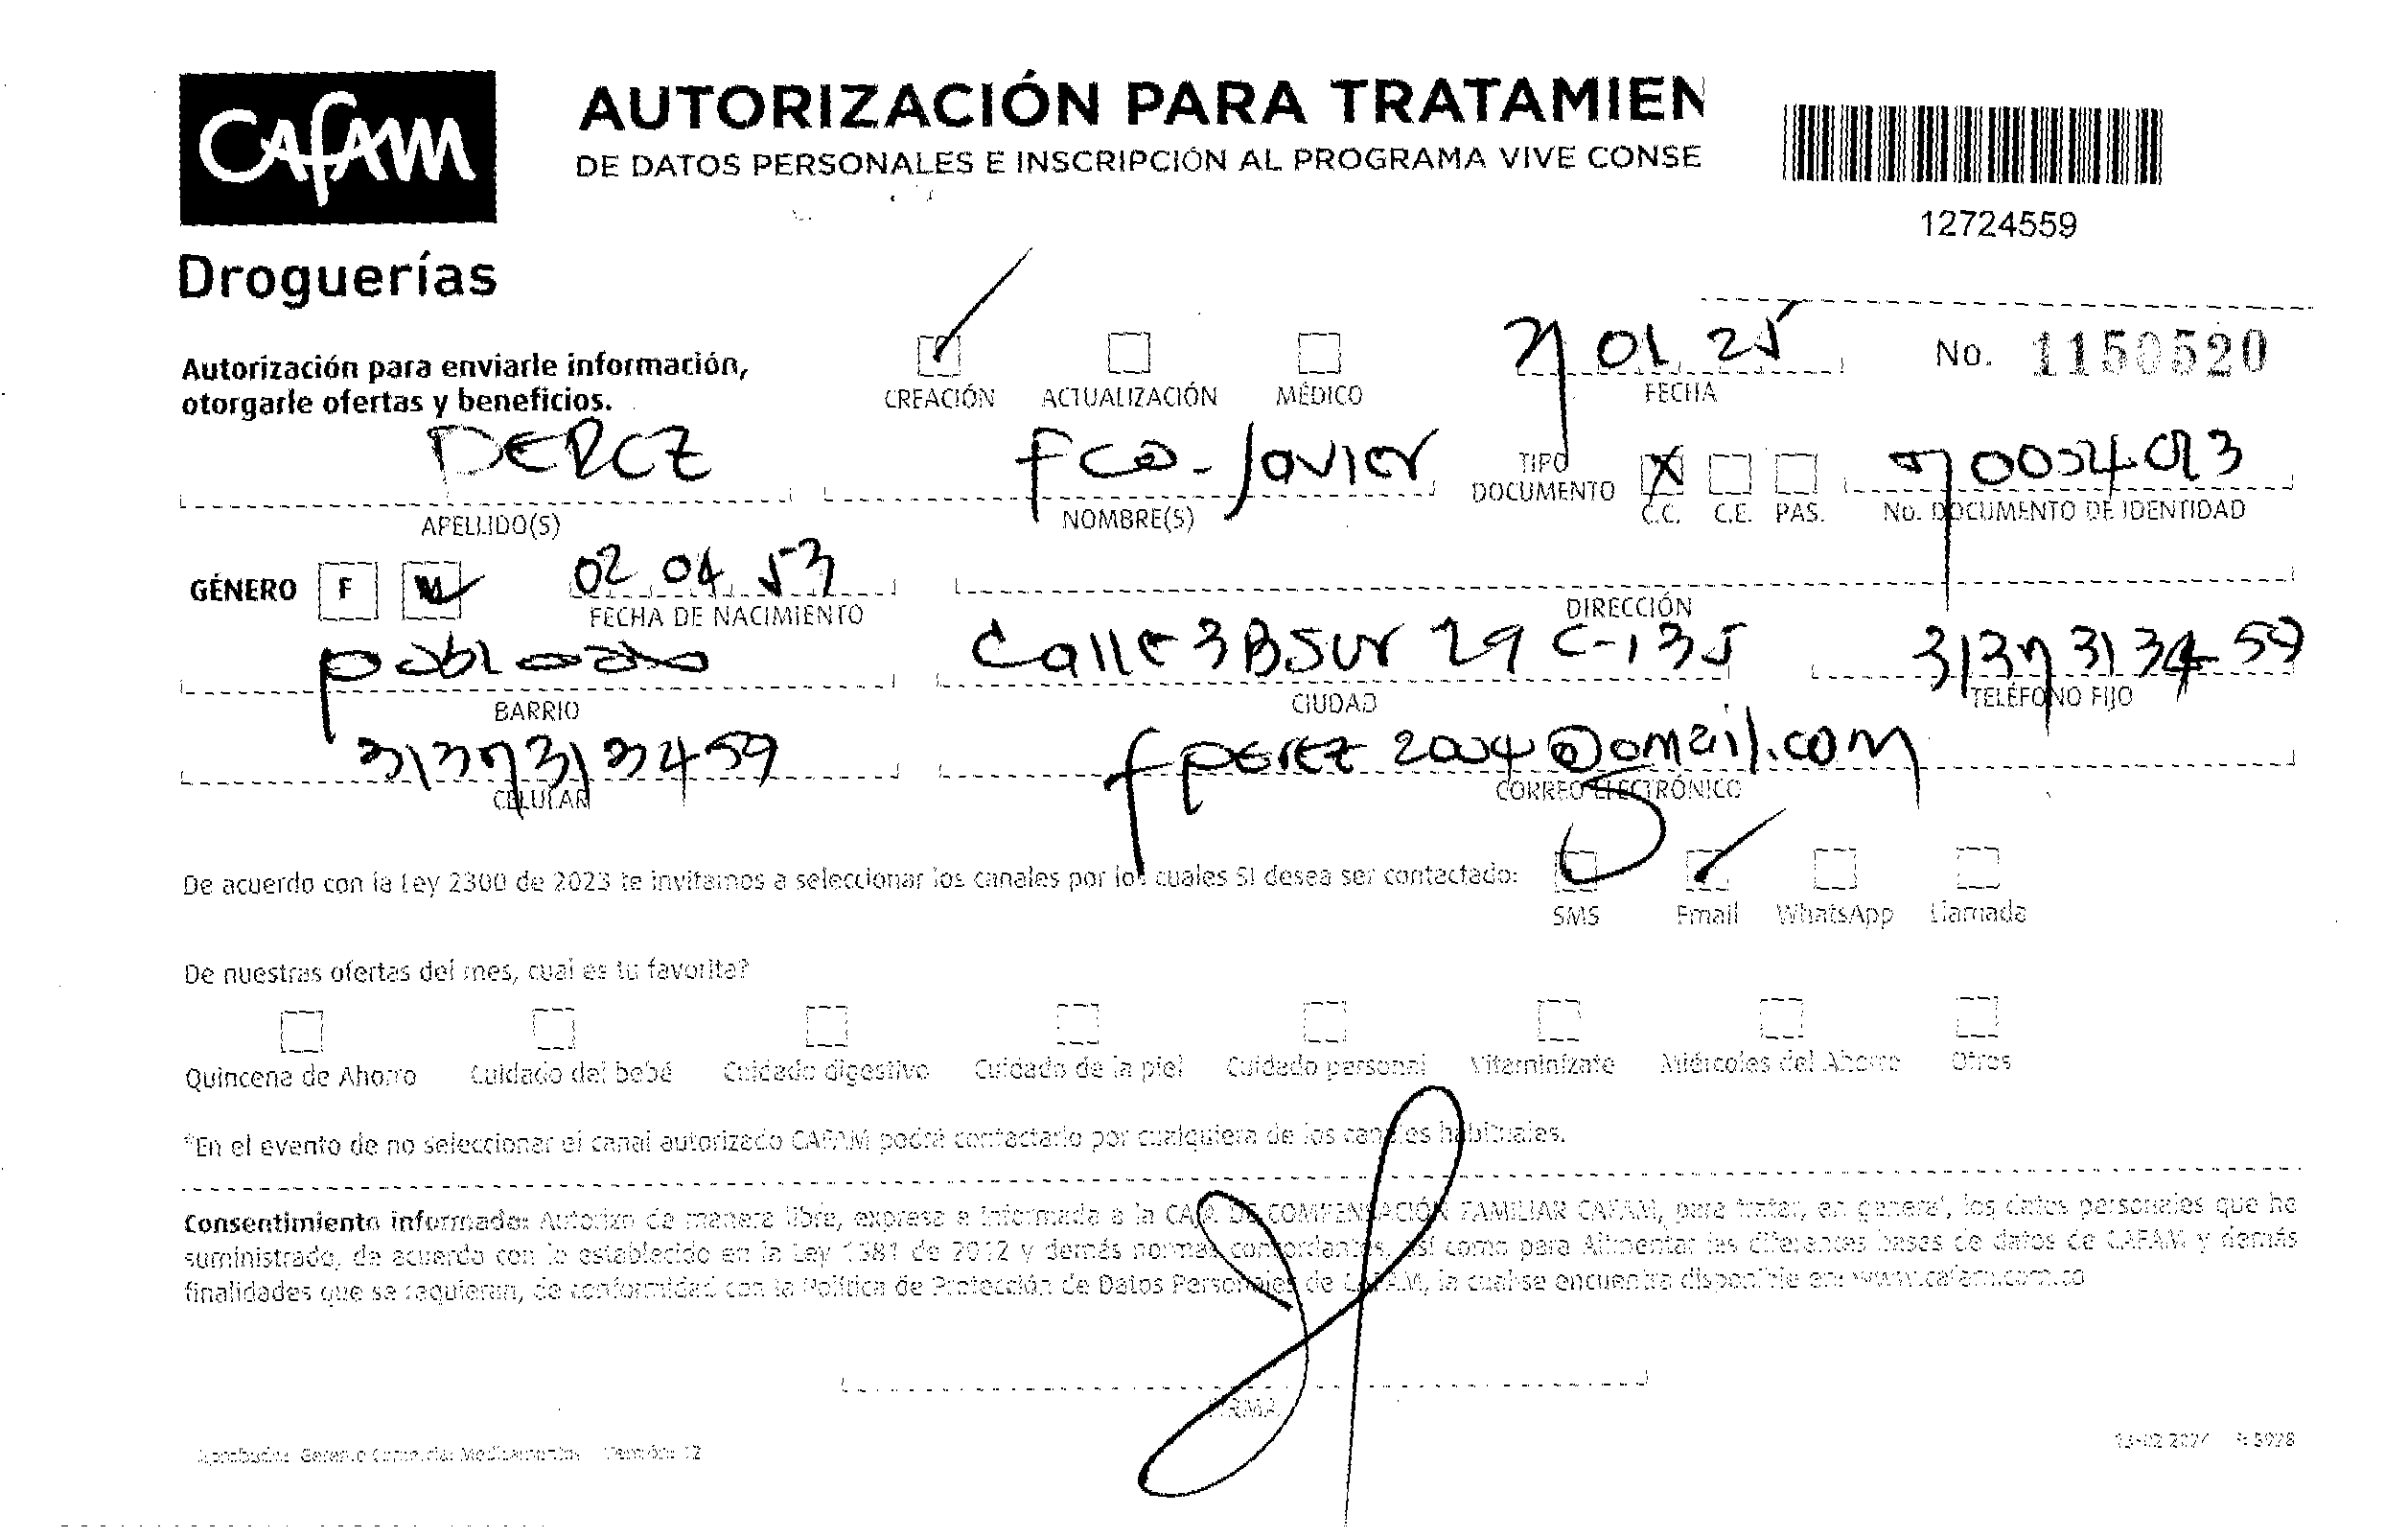 Cafam
AUTORIZACIÓN PARA TRATAMIEN
DE DATOS PERSONALES E INSCRIPCIÓN AL PROGRAMA VIVE CONSE
12724559
Droguerías
Autorización para enviarle información,
otorgarle ofertas y beneficios.
CREACIÓN ACTUALIZACIÓN MÉDICO
01 25
FECHA
No. 1150520
PEREZ
APELLIDO(S)
Fco - Javier
NOMBRE(S)
TIPO DOCUMENTO
C.C. C.E. PAS.
No. DOCUMENTO DE IDENTIDAD
GÉNERO F M
02 04 53
FECHA DE NACIMIENTO
DIRECCIÓN
poblado
BARRIO
Calle 3BSur 29 C-135
CIUDAD
3137313459
TELÉFONO FIJO
3137313459
CELULAR
fperez2004@gmail.com
CORREO ELECTRÓNICO
De acuerdo con la Ley 2300 de 2023 te invitamos a seleccionar los canales por los cuales SI desea ser contactado:
SMS Email WhatsApp Llamada
De nuestras ofertas del mes, cual es tu favorita?
Quincena de Ahorro Cuidado del bebé Cuidado digestivo Cuidado de la piel Cuidado personal Vitaminízate Miércoles del Ahorro Otros
*En el evento de no seleccionar el canal autorizado CAFAM podrá contactarlo por cualquiera de los canales habituales.
Consentimiento informado: Autorizo de manera libre, expresa e informada a la CAJA DE COMPENSACIÓN FAMILIAR CAFAM, para tratar, en general, los datos personales que he
suministrado, de acuerdo con lo establecido en la Ley 1581 de 2012 y demás normas concordantes. Así como para Alimentar las diferentes bases de datos de CAFAM y demás
finalidades que se requieran, de conformidad con la Política de Protección de Datos Personales de CAFAM, la cual se encuentra disponible en: www.cafam.com.co
FIRMA